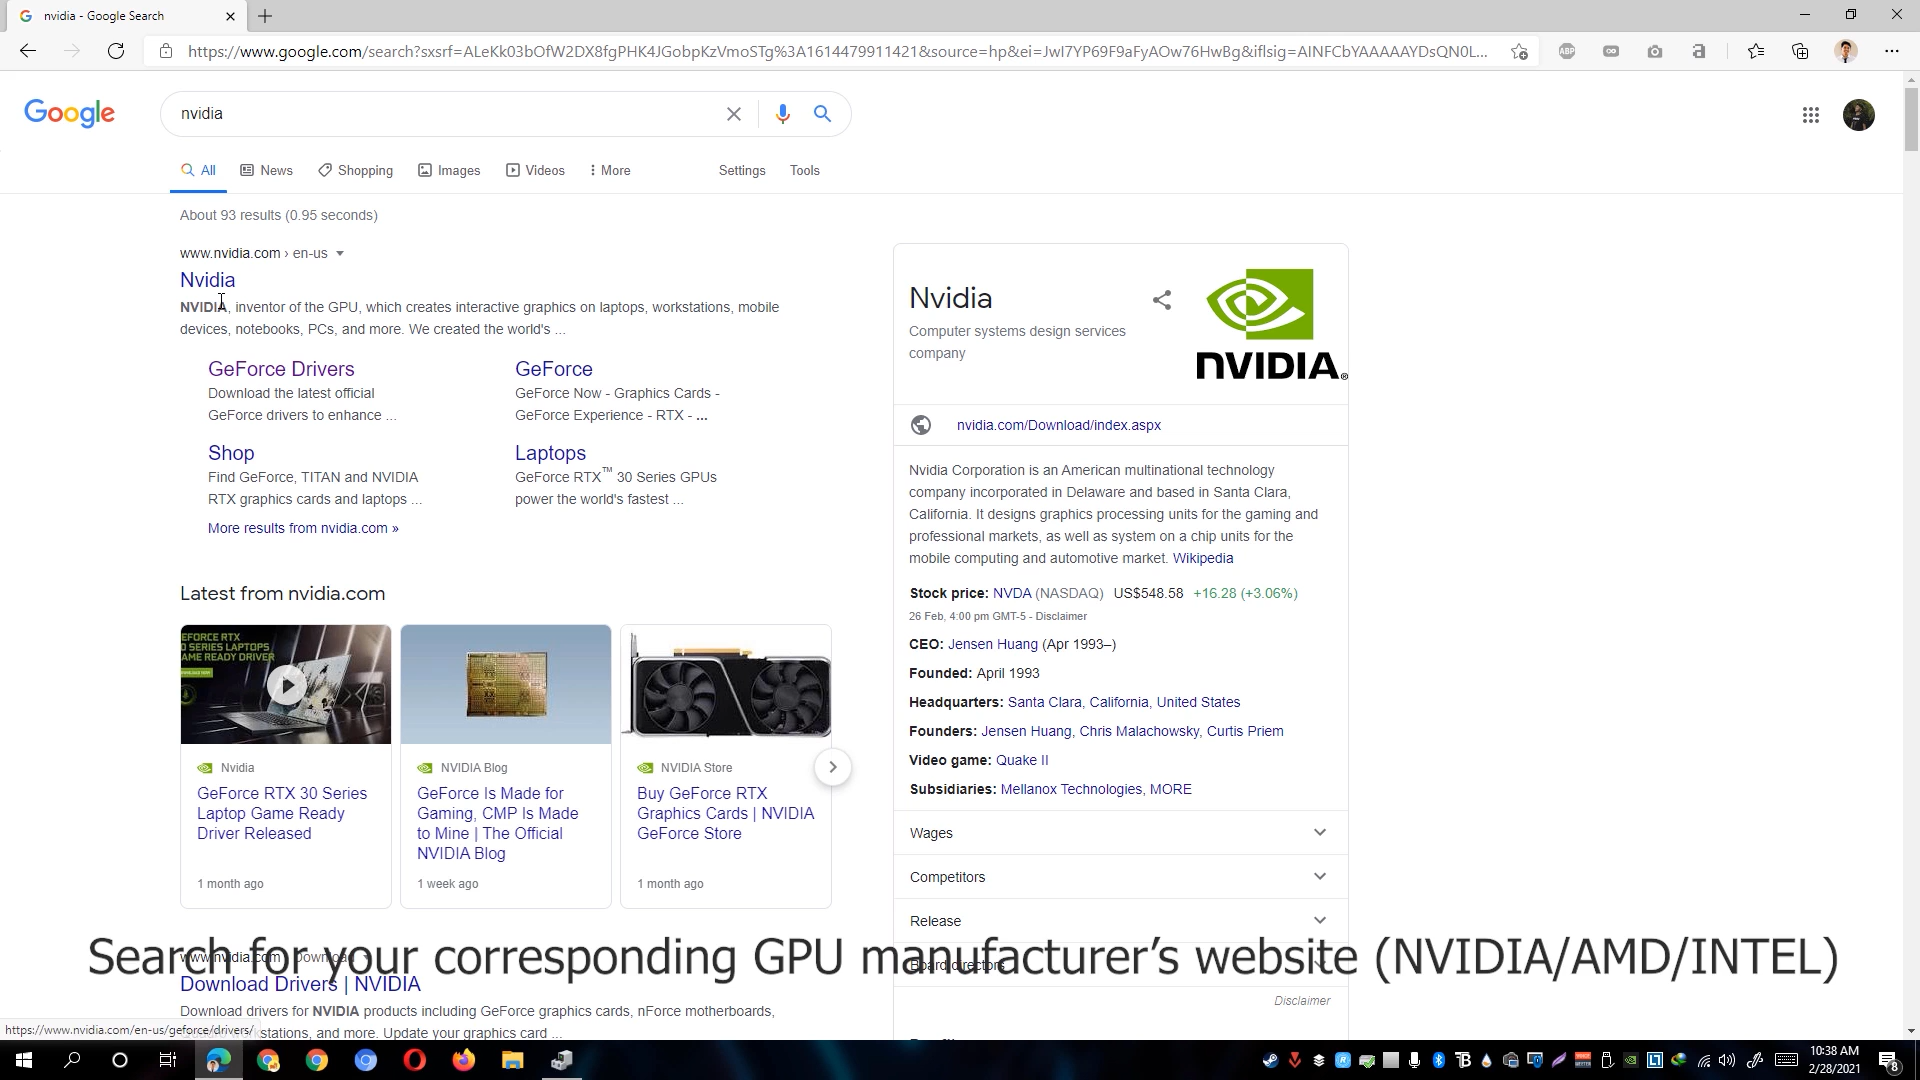 nvidia - Google Search
https://www.google.com/search?sxsrf=ALeKk03bOfW2DX8fgPHK4JGobpKzVmoSTg%3A1614479911421&source=hp&ei=JwI7YP69F9aFyAOw76HwBg&iflsig=AINFCbYAAAAAYDsQN0L...
Google
nvidia
All
News
Shopping
Images
Videos
More
Settings
Tools
About 93 results (0.95 seconds)
www.nvidia.com › en-us
Nvidia
NVIDIA, inventor of the GPU, which creates interactive graphics on laptops, workstations, mobile
devices, notebooks, PCs, and more. We created the world's ...
GeForce Drivers
Download the latest official
GeForce drivers to enhance ...
GeForce
GeForce Now - Graphics Cards -
GeForce Experience - RTX - ...
Shop
Find GeForce, TITAN and NVIDIA
RTX graphics cards and laptops ...
Laptops
GeForce RTX™ 30 Series GPUs
power the world's fastest ...
More results from nvidia.com »
Latest from nvidia.com
EFORCE RTX
0 SERIES LAPTOPS
AME READY DRIVER
Nvidia
GeForce RTX 30 Series
Laptop Game Ready
Driver Released
1 month ago
NVIDIA Blog
GeForce Is Made for
Gaming, CMP Is Made
to Mine | The Official
NVIDIA Blog
1 week ago
NVIDIA Store
Buy GeForce RTX
Graphics Cards | NVIDIA
GeForce Store
1 month ago
www.nvidia.com › Download
Download Drivers | NVIDIA
Download drivers for NVIDIA products including GeForce graphics cards, nForce motherboards,
stations, and more. Update your graphics card ...
Nvidia
Computer systems design services
company
NVIDIA®
nvidia.com/Download/index.aspx
Nvidia Corporation is an American multinational technology
company incorporated in Delaware and based in Santa Clara,
California. It designs graphics processing units for the gaming and
professional markets, as well as system on a chip units for the
mobile computing and automotive market. Wikipedia
Stock price: NVDA (NASDAQ) US$548.58 +16.28 (+3.06%)
26 Feb, 4:00 pm GMT-5 - Disclaimer
CEO: Jensen Huang (Apr 1993–)
Founded: April 1993
Headquarters: Santa Clara, California, United States
Founders: Jensen Huang, Chris Malachowsky, Curtis Priem
Video game: Quake II
Subsidiaries: Mellanox Technologies, MORE
Wages
Competitors
Release
Board directors
Disclaimer
Search for your corresponding GPU manufacturer’s website (NVIDIA/AMD/INTEL)
https://www.nvidia.com/en-us/geforce/drivers/
10:38 AM
2/28/2021
8